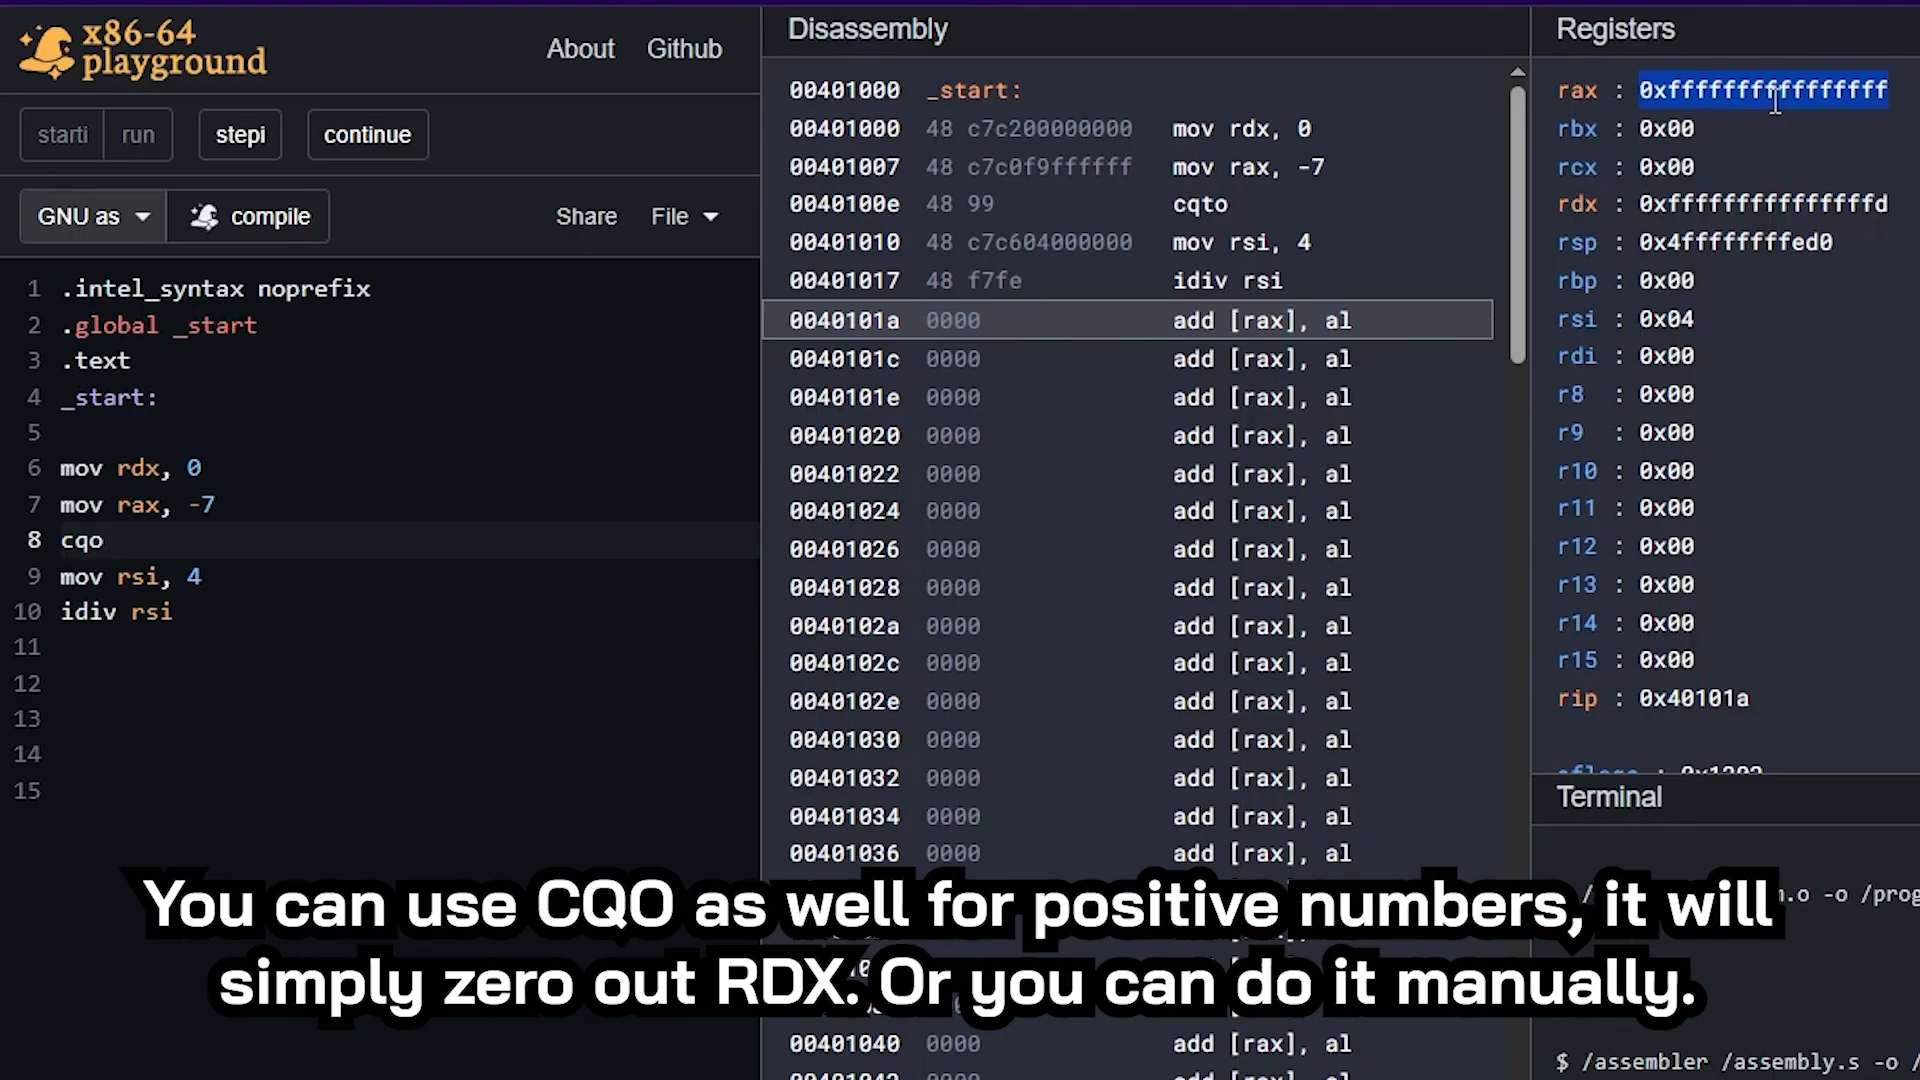 x86-64
playground
About Github
starti run stepi continue
GNU as compile Share File
1 .intel_syntax noprefix
2 .global _start
3 .text
4 _start:
5
6 mov rdx, 0
7 mov rax, -7
8 cqo
9 mov rsi, 4
10 idiv rsi
11
12
13
14
15
Disassembly
00401000 _start:
00401000 48 c7c200000000 mov rdx, 0
00401007 48 c7c0f9ffffff mov rax, -7
0040100e 48 99 cqto
00401010 48 c7c604000000 mov rsi, 4
00401017 48 f7fe idiv rsi
0040101a 0000 add [rax], al
0040101c 0000 add [rax], al
0040101e 0000 add [rax], al
00401020 0000 add [rax], al
00401022 0000 add [rax], al
00401024 0000 add [rax], al
00401026 0000 add [rax], al
00401028 0000 add [rax], al
0040102a 0000 add [rax], al
0040102c 0000 add [rax], al
0040102e 0000 add [rax], al
00401030 0000 add [rax], al
00401032 0000 add [rax], al
00401034 0000 add [rax], al
00401036 0000 add [rax], al
00401040 0000 add [rax], al
Registers
rax : 0xffffffffffffffff
rbx : 0x00
rcx : 0x00
rdx : 0xfffffffffffffffd
rsp : 0x4ffffffffed0
rbp : 0x00
rsi : 0x04
rdi : 0x00
r8 : 0x00
r9 : 0x00
r10 : 0x00
r11 : 0x00
r12 : 0x00
r13 : 0x00
r14 : 0x00
r15 : 0x00
rip : 0x40101a
Terminal
.o -o /prog
$ /assembler /assembly.s -o /
You can use CQO as well for positive numbers, it will
simply zero out RDX. Or you can do it manually.